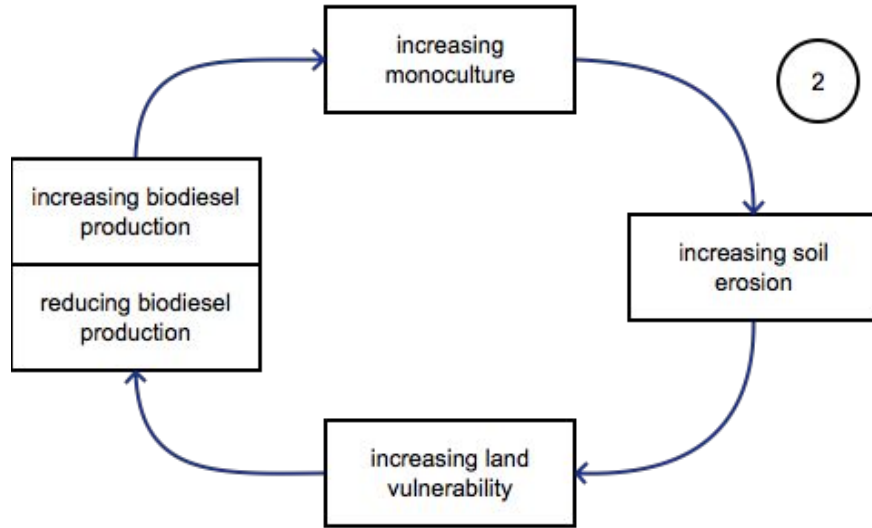 increasing
monoculture
2
increasing biodiesel
production
increasing soil
erosion
reducing biodiesel
production
increasing land
vulnerability